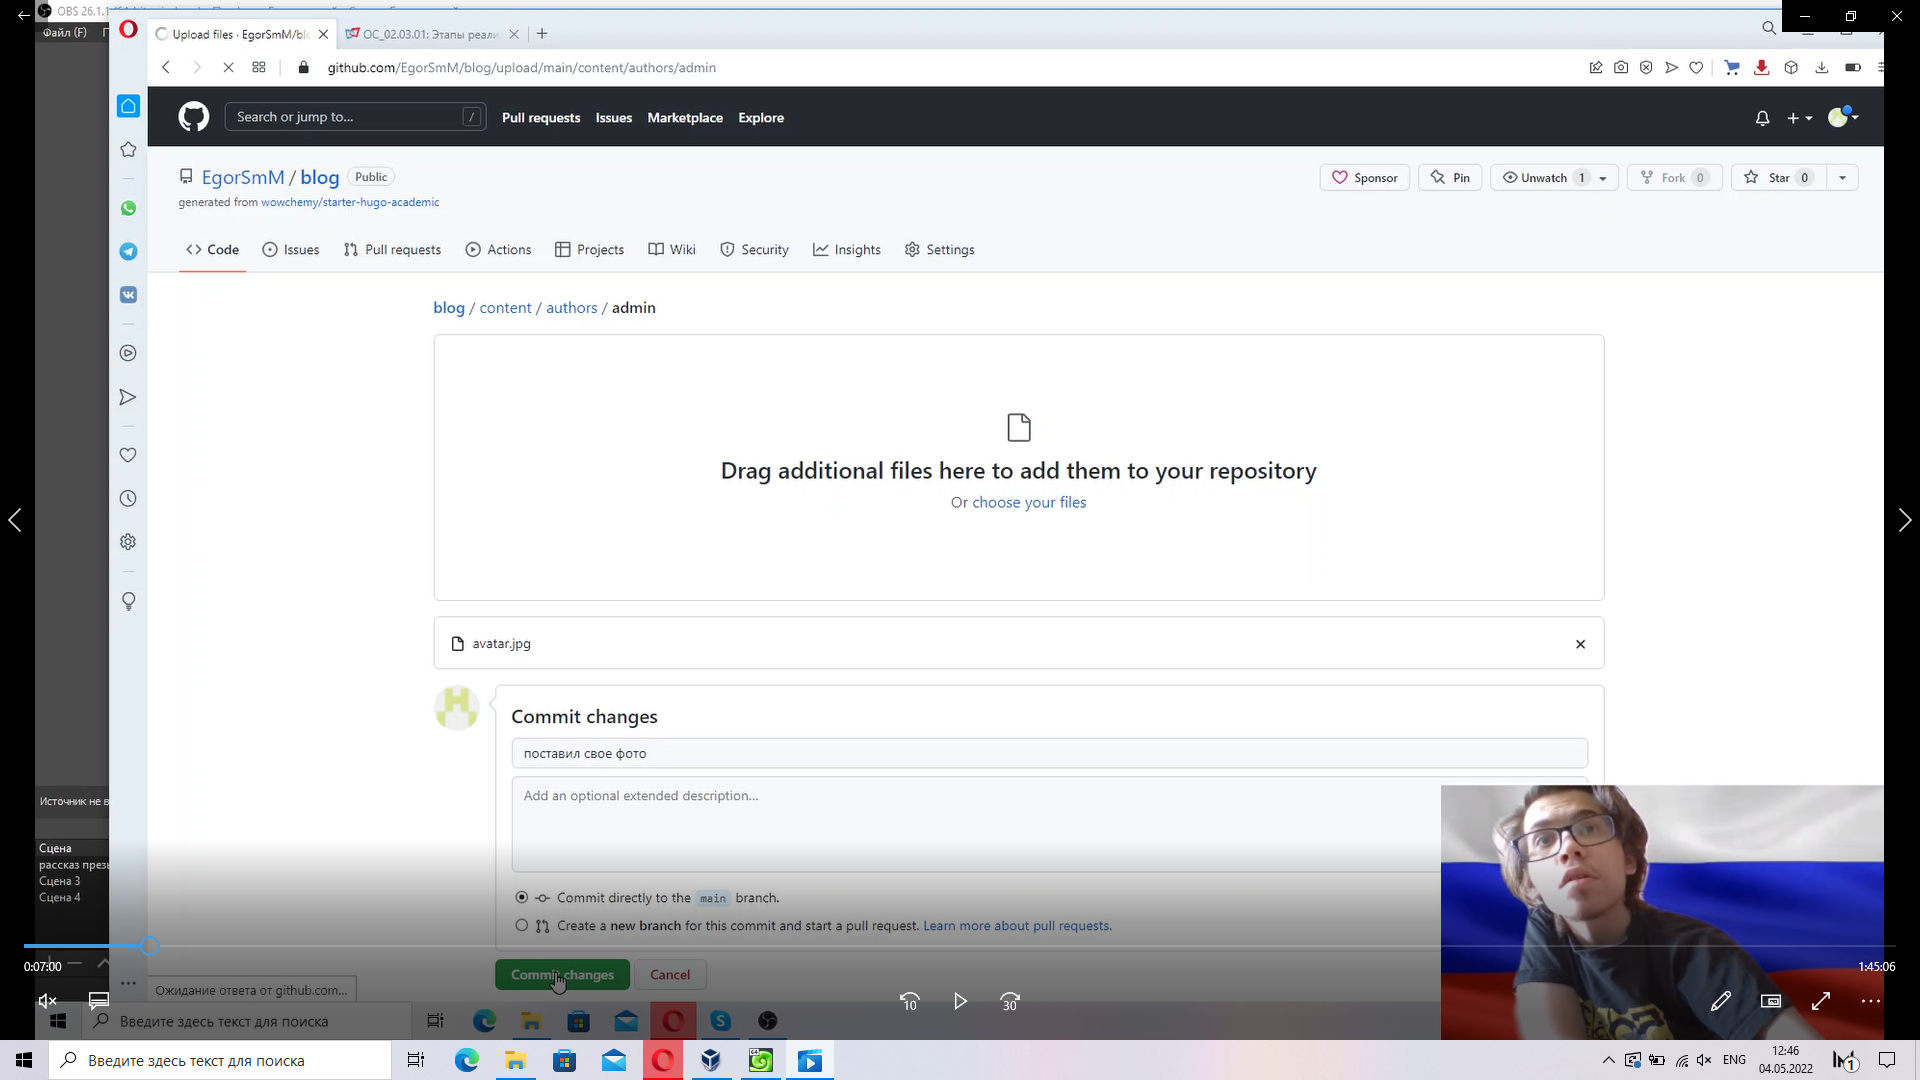 OBS 26.1.1
Файл (F)
Upload files · EgorSmM/blo
ОС_02.03.01: Этапы реали
github.com/EgorSmM/blog/upload/main/content/authors/admin
Search or jump to...
/
Pull requests
Issues
Marketplace
Explore
EgorSmM / blog
Public
generated from wowchemy/starter-hugo-academic
Sponsor
Pin
Unwatch 1
Fork 0
Star 0
Code
Issues
Pull requests
Actions
Projects
Wiki
Security
Insights
Settings
blog / content / authors / admin
Drag additional files here to add them to your repository
Or choose your files
avatar.jpg
Commit changes
поставил свое фото
Add an optional extended description...
Commit directly to the main branch.
Create a new branch for this commit and start a pull request. Learn more about pull requests.
Commit changes
Cancel
Источник не в
Сцена
рассказ през
Сцена 3
Сцена 4
0:07:00
1:45:06
Ожидание ответа от github.com...
10
30
Введите здесь текст для поиска
Введите здесь текст для поиска
ENG
12:46
04.05.2022
1